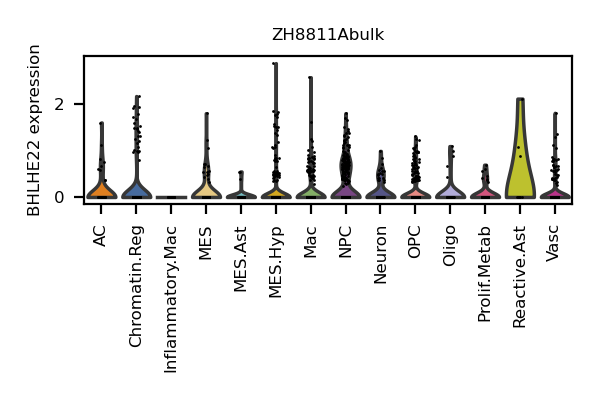 ZH8811Abulk
BHLHE22 expression
2
0
AC
Chromatin.Reg
Inflammatory.Mac
MES
MES.Ast
MES.Hyp
Mac
NPC
Neuron
OPC
Oligo
Prolif.Metab
Reactive.Ast
Vasc